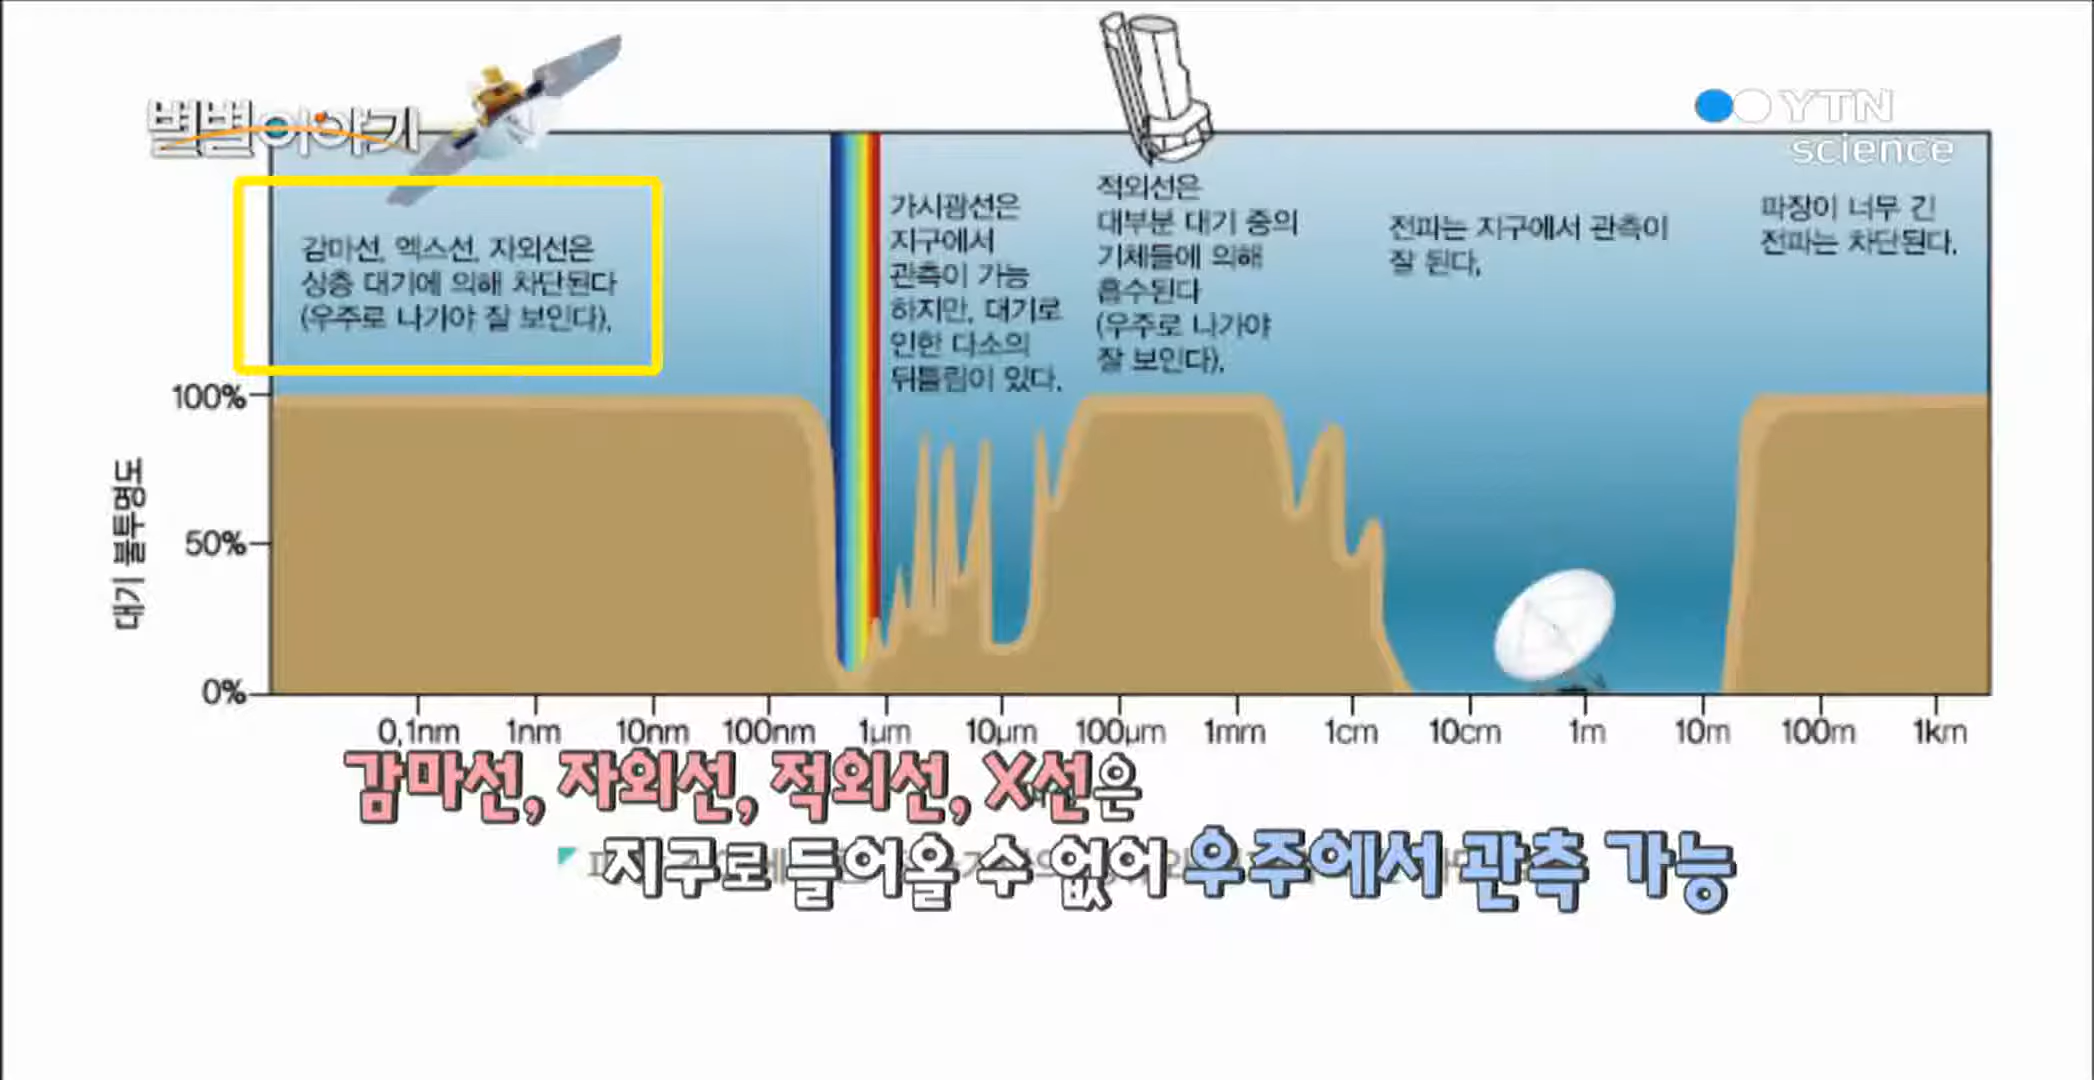 별별이야기
YTN
science
감마선, 엑스선, 자외선은
상층 대기에 의해 차단된다
(우주로 나가야 잘 보인다).
가시광선은
지구에서
관측이 가능
하지만, 대기로
인한 다소의
뒤틀림이 있다.
적외선은
대부분 대기 중의
기체들에 의해
흡수된다
(우주로 나가야
잘 보인다).
전파는 지구에서 관측이
잘 된다.
파장이 너무 긴
전파는 차단된다.
대기 불투명도
100%
50%
0%
0.1nm 1nm 10nm 100nm 1μm 10μm 100μm 1mm 1cm 10cm 1m 10m 100m 1km
감마선, 자외선, 적외선, X선은
지구로 들어올 수 없어 우주에서 관측 가능